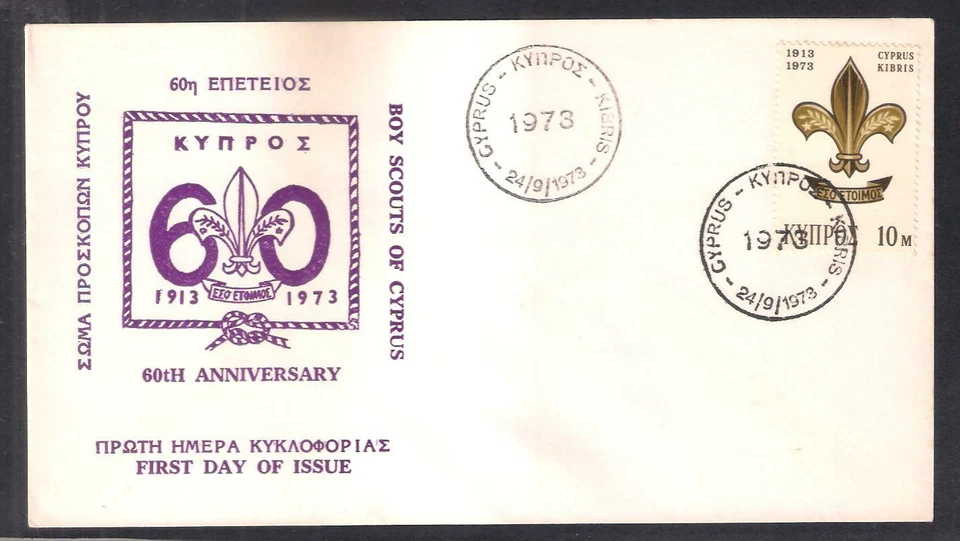 60η ΕΠΕΤΕΙΟΣ
ΣΩΜΑ ΠΡΟΣΚΟΠΩΝ ΚΥΠΡΟΥ
ΚΥΠΡΟΣ
60
1913 1973
ΕΣΟ ΕΤΟΙΜΟΣ
BOY SCOUTS OF CYPRUS
60tH ANNIVERSARY
ΠΡΩΤΗ ΗΜΕΡΑ ΚΥΚΛΟΦΟΡΙΑΣ
FIRST DAY OF ISSUE
CYPRUS - ΚΥΠΡΟΣ - KIBRIS -
1973
24/9/1973
1913 CYPRUS
1973 KIBRIS
ΕΣΟ ΕΤΟΙΜΟΣ
ΚΥΠΡΟΣ 10 M
CYPRUS - ΚΥΠΡΟΣ - KIBRIS -
1973
24/9/1973